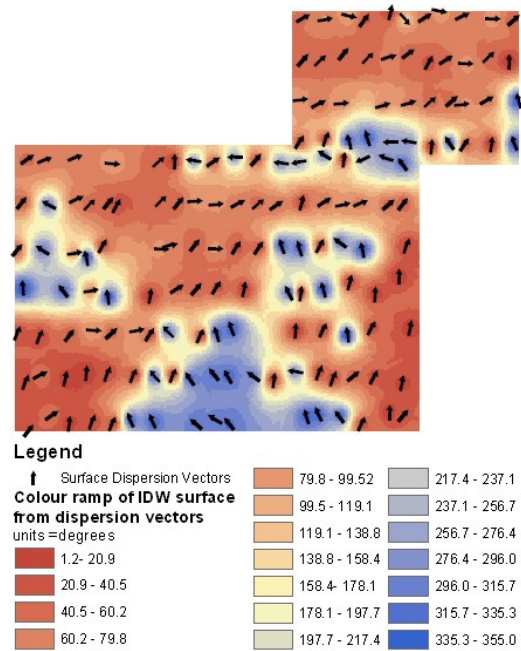 Legend
Surface Dispersion Vectors
Colour ramp of IDW surface
from dispersion vectors
units =degrees
1.2- 20.9
20.9 - 40.5
40.5 - 60.2
60.2 - 79.8
79.8 - 99.52
99.5 - 119.1
119.1 - 138.8
138.8 - 158.4
158.4- 178.1
178.1 - 197.7
197.7 - 217.4
217.4 - 237.1
237.1 - 256.7
256.7 - 276.4
276.4 - 296.0
296.0 - 315.7
315.7 - 335.3
335.3 - 355.0